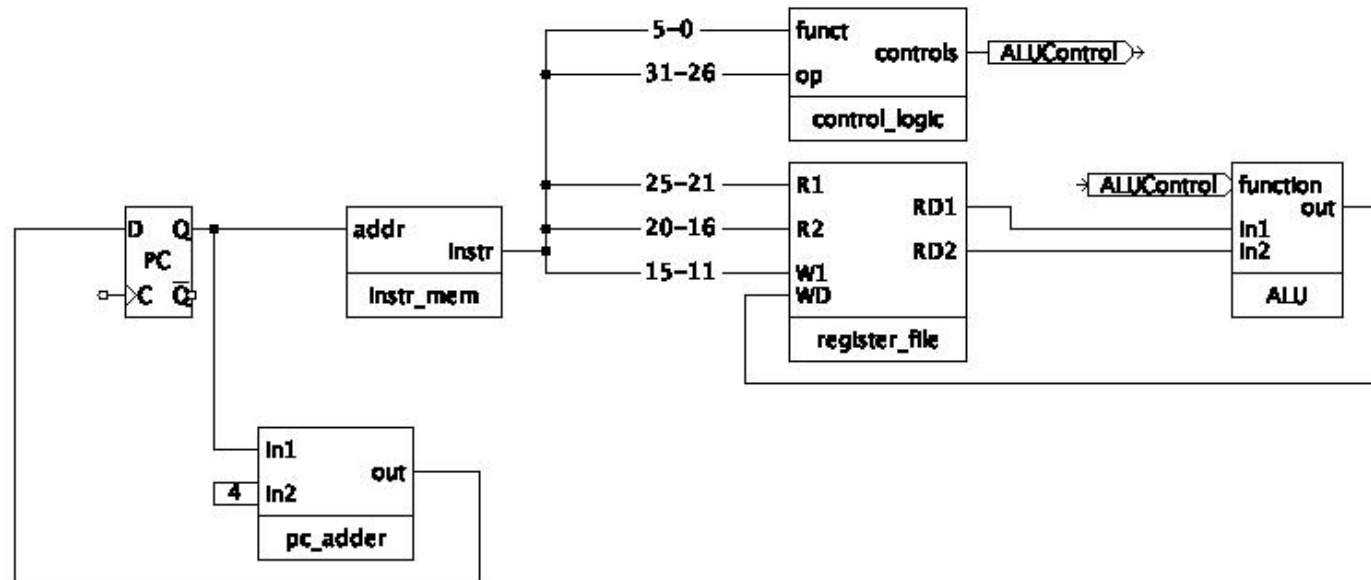 5-0
funct
controls
ALUControl
31-26
op
control_logic
25-21
R1
RD1
ALUControl
function
out
20-16
R2
RD2
In1
In2
15-11
W1
WD
register_file
ALU
D Q
PC
C Q
addr
Instr
Instr_mem
In1
out
4
In2
pc_adder